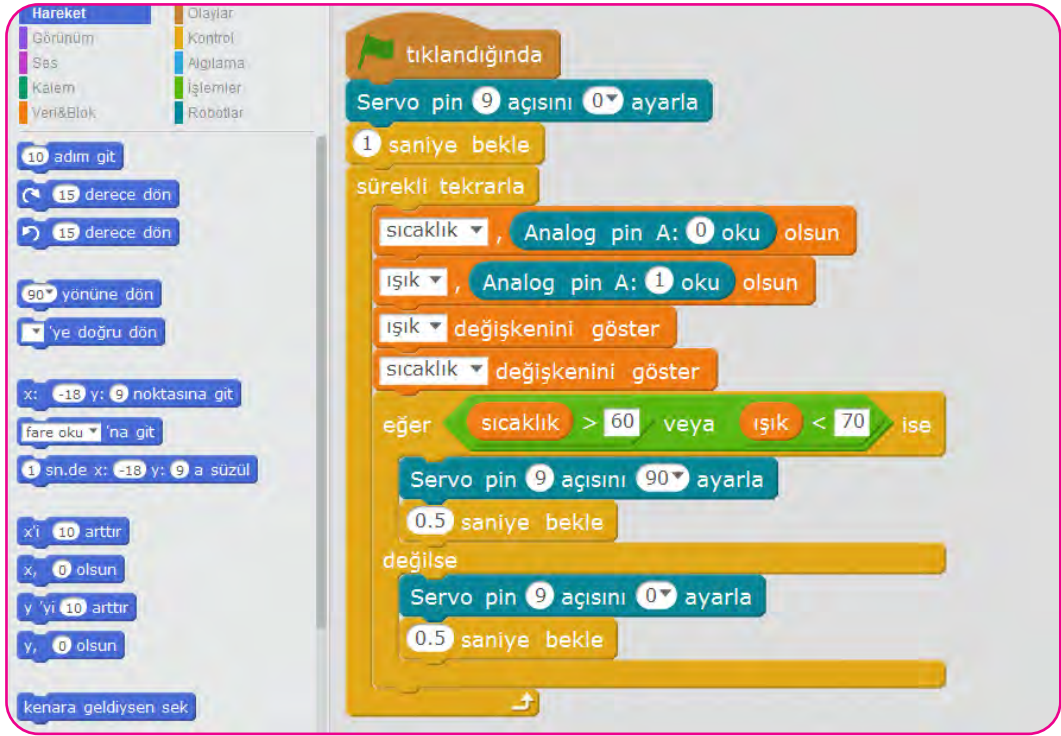 Hareket Olaylar
Görünüm Kontrol
Ses Algılama
Kalem İşlemler
Veri&Blok Robotlar
10 adım git
15 derece dön
15 derece dön
90 yönüne dön
'ye doğru dön
x: -18 y: 9 noktasına git
fare oku 'na git
1 sn.de x: -18 y: 9 a süzül
x'i 10 arttır
x, 0 olsun
y 'yi 10 arttır
y, 0 olsun
kenara geldiysen sek
tıklandığında
Servo pin 9 açısını 0 ayarla
1 saniye bekle
sürekli tekrarla
sıcaklık , Analog pin A: 0 oku olsun
ışık , Analog pin A: 1 oku olsun
ışık değişkenini göster
sıcaklık değişkenini göster
eğer sıcaklık > 60 veya ışık < 70 ise
Servo pin 9 açısını 90 ayarla
0.5 saniye bekle
değilse
Servo pin 9 açısını 0 ayarla
0.5 saniye bekle